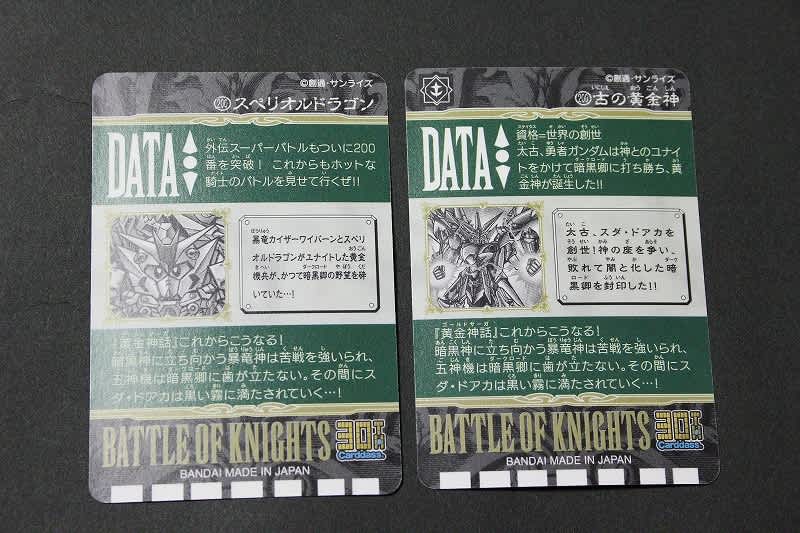 ©創通・サンライズ
200 スペリオルドラゴン
DATA
外伝スーパーバトルもついに200
番を突破! これからもホットな
騎士のバトルを見せて行くぜ!!
暴竜カイザーワイバーンとスペリ
オルドラゴンがユナイトした黄金
機兵が、かつて暗黒卿の野望を砕
いていた…!
『黄金神話』これからこうなる!
暗黒神に立ち向かう暴竜神は苦戦を強いられ、
五神機は暗黒卿に歯が立たない。その間にス
ダ・ドアカは黒い霧に満たされていく…!
BATTLE OF KNIGHTS
30th
Carddass
BANDAI MADE IN JAPAN
©創通・サンライズ
200 古の黄金神
DATA
資格=世界の創世
太古、勇者ガンダムは神とのユナイ
トをかけて暗黒卿に打ち勝ち、黄
金神が誕生した!!
太古、スダ・ドアカを
創世!神の座を争い、
敗れて闇と化した暗
黒卿を封印した!!
『黄金神話』これからこうなる!
暗黒神に立ち向かう暴竜神は苦戦を強いられ、
五神機は暗黒卿に歯が立たない。その間にス
ダ・ドアカは黒い霧に満たされていく…!
BATTLE OF KNIGHTS
30th
Carddass
BANDAI MADE IN JAPAN